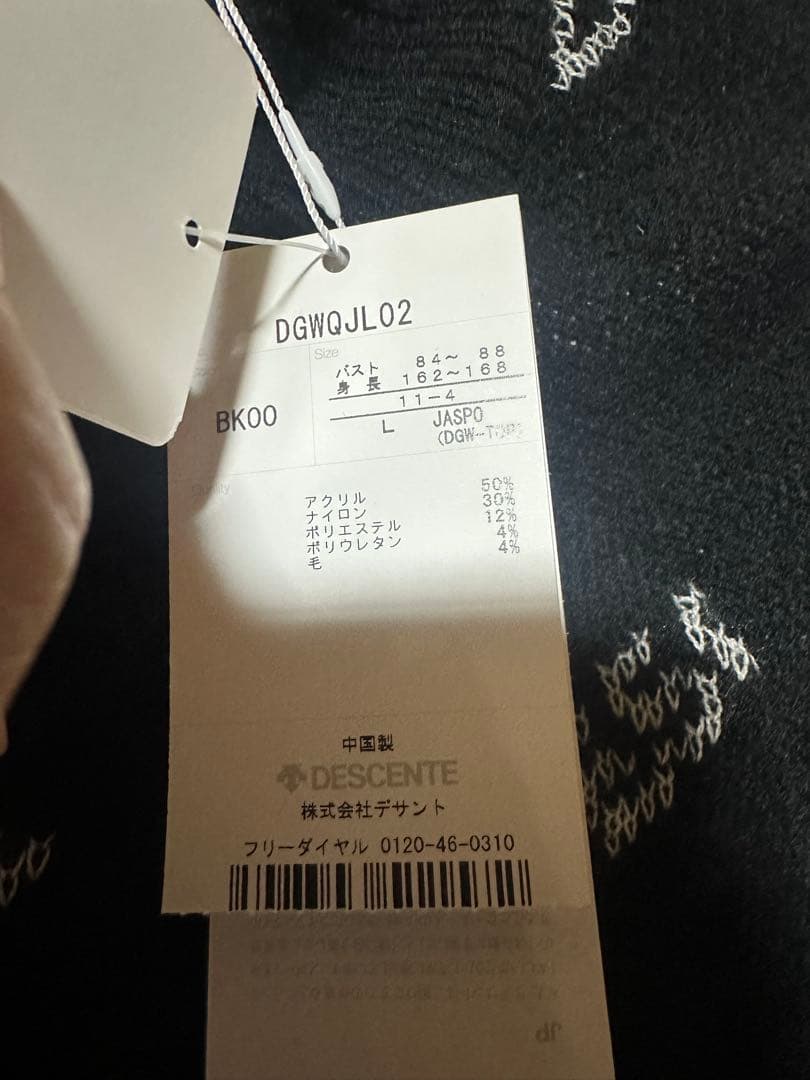 DGWQJL02
Size
バスト 84～ 88
身 長 162～168
11-4
BK00
L JASPO
(DGW-T
Quality
アクリル 50%
ナイロン 30%
ポリエステル 12%
ポリウレタン 4%
毛 4%
中国製
DESCENTE
株式会社デサント
フリーダイヤル 0120-46-0310
JP